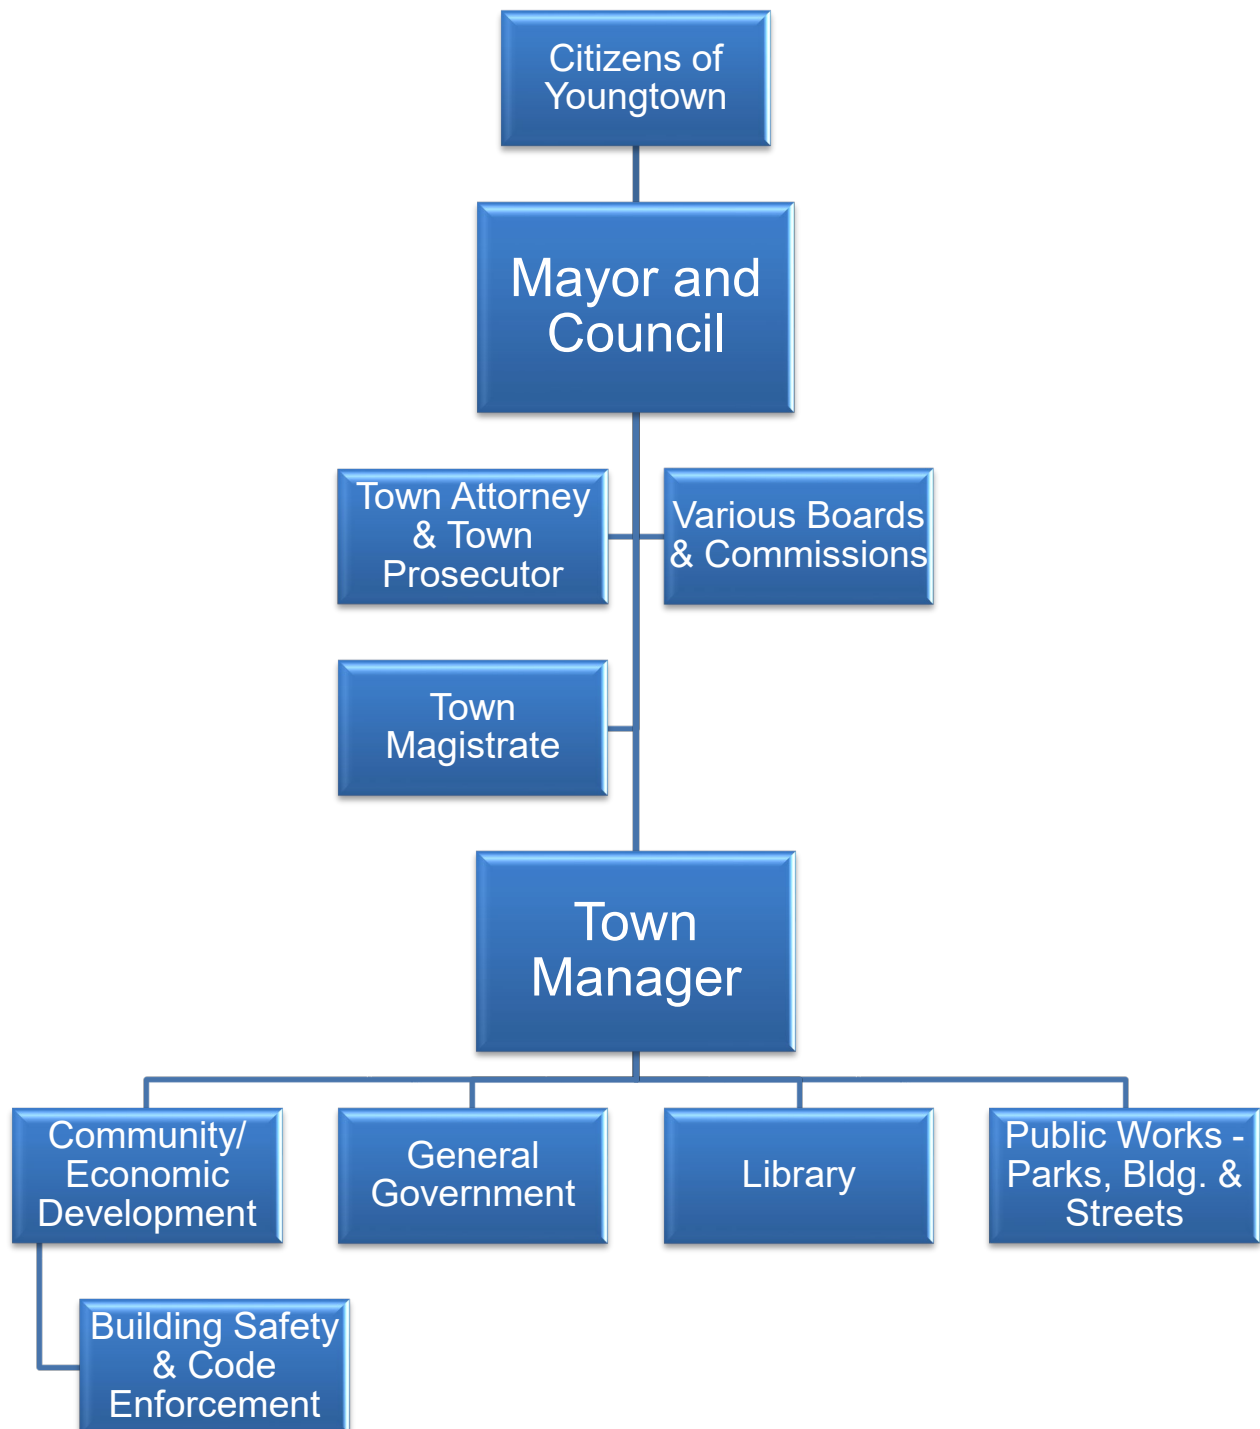 Citizens of
Youngtown
Mayor and
Council
Town Attorney
& Town
Prosecutor
Various Boards
& Commissions
Town
Magistrate
Town
Manager
Community/
Economic
Development
General
Government
Library
Public Works -
Parks, Bldg. &
Streets
Building Safety
& Code
Enforcement